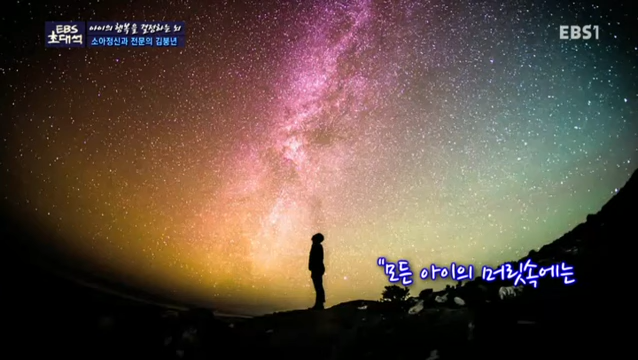 EBS
초대석
아이의 행복을 결정하는 뇌
소아정신과 전문의 김붕년
EBS1
"모든 아이의 머릿속에는